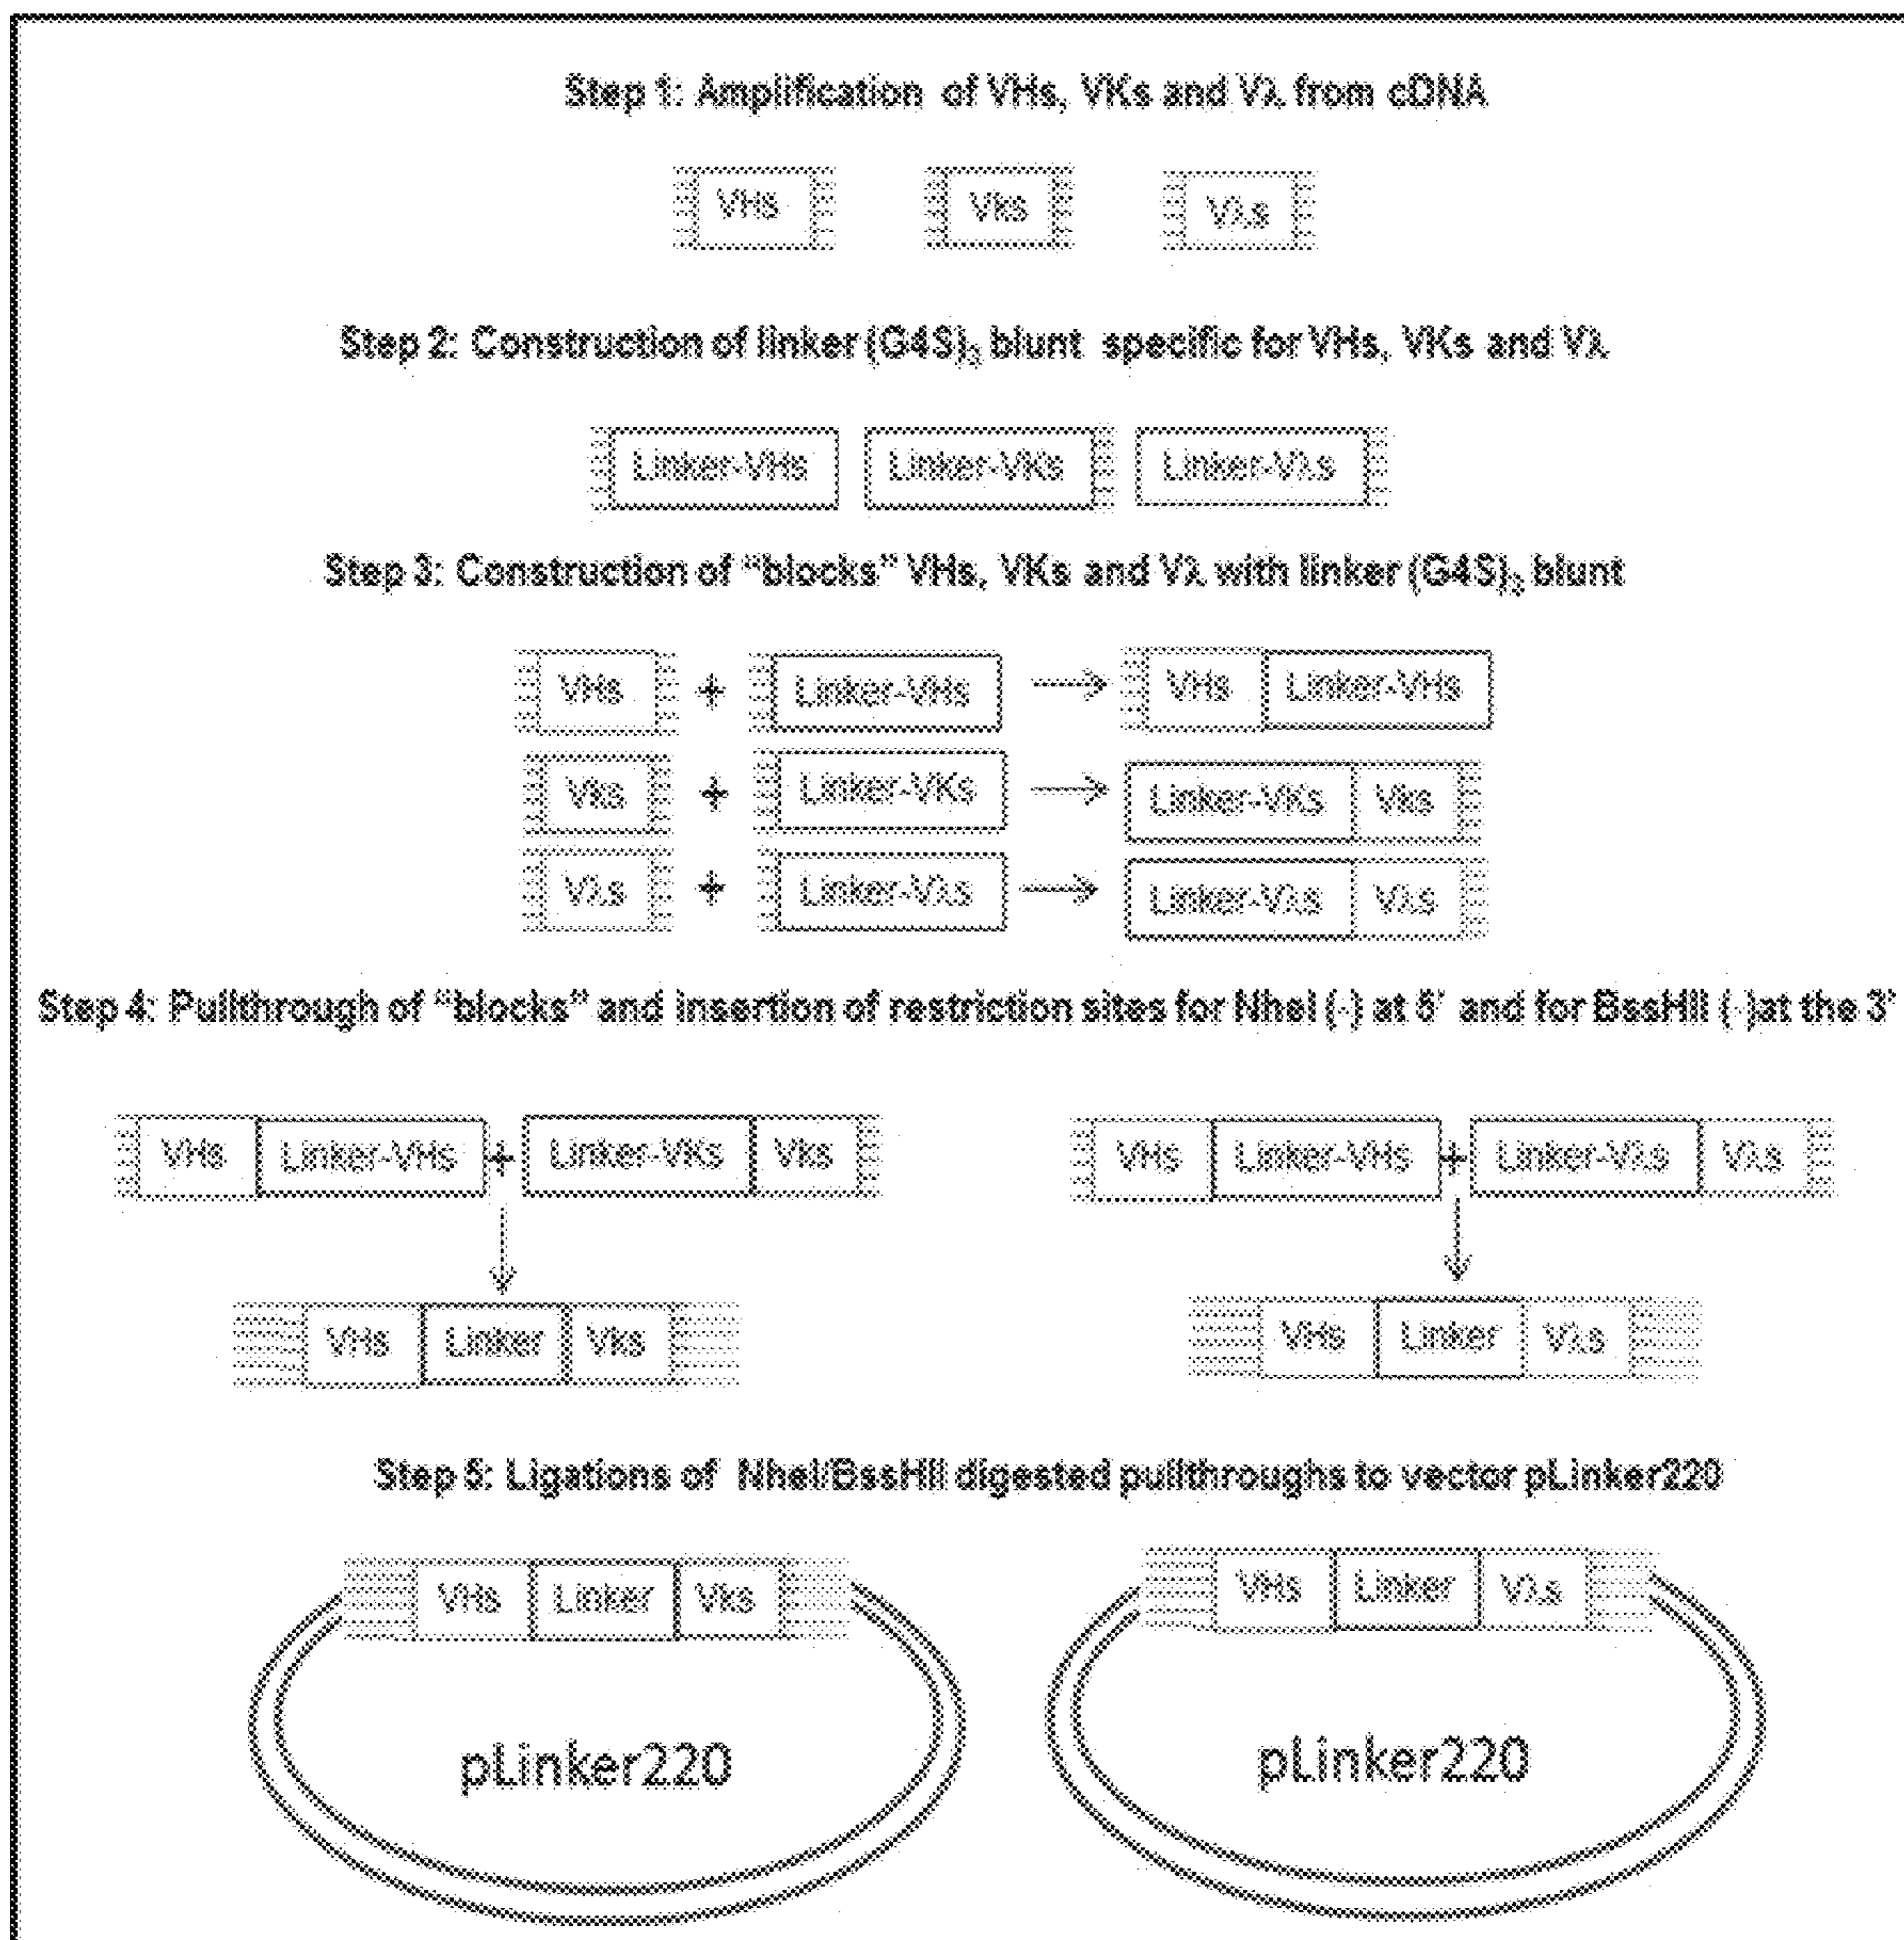 Step 1: Amplification of VHs, VKs and Vλ from cDNA
VHs Vks Vλs
Step 2: Construction of linker (G4S)₃ blunt specific for VHs, VKs and Vλ
Linker-VHs Linker-VKs Linker-Vλs
Step 3: Construction of “blocks” VHs, VKs and Vλ with linker (G4S)₃ blunt
VHs + Linker-VHs → VHs Linker-VHs
Vks + Linker-VKs → Linker-VKs Vks
Vλs + Linker-Vλs → Linker-Vλs Vλs
Step 4: Pullthrough of “blocks” and insertion of restriction sites for NheI (-) at 5’ and for BssHII (-)at the 3’
VHs Linker-VHs + Linker-VKs Vks VHs Linker-VHs + Linker-Vλs Vλs
VHs Linker Vks VHs Linker Vλs
Step 5: Ligations of NheI/BssHII digested pullthroughs to vector pLinker220
VHs Linker Vks VHs Linker Vλs
pLinker220 pLinker220